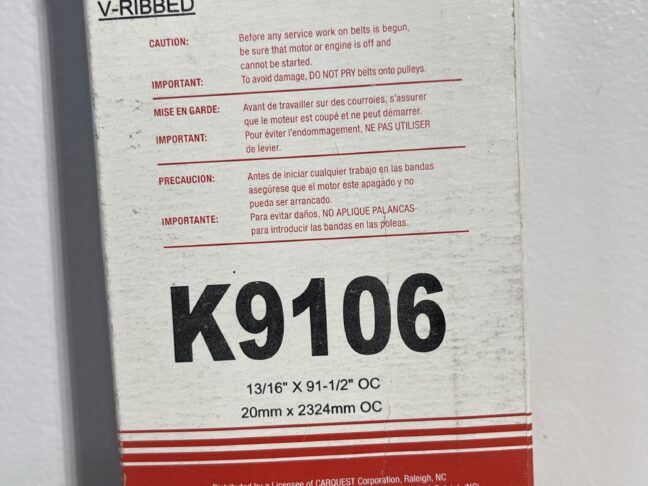 V-RIBBED
CAUTION: Before any service work on belts is begun,
be sure that motor or engine is off and
cannot be started.
IMPORTANT: To avoid damage, DO NOT PRY belts onto pulleys.
MISE EN GARDE: Avant de travailler sur des courroies, s'assurer
que le moteur est coupé et ne peut démarrer.
IMPORTANT: Pour éviter l'endommagement, NE PAS UTILISER
de levier.
PRECAUCION: Antes de iniciar cualquier trabajo en las bandas
asegúrese que el motor este apagado y no
pueda ser arrancado.
IMPORTANTE: Para evitar daños, NO APLIQUE PALANCAS
para introducir las bandas en las poleas.
K9106
13/16" X 91-1/2" OC
20mm x 2324mm OC
Distributed by a Licensee of CARQUEST Corporation, Raleigh, NC